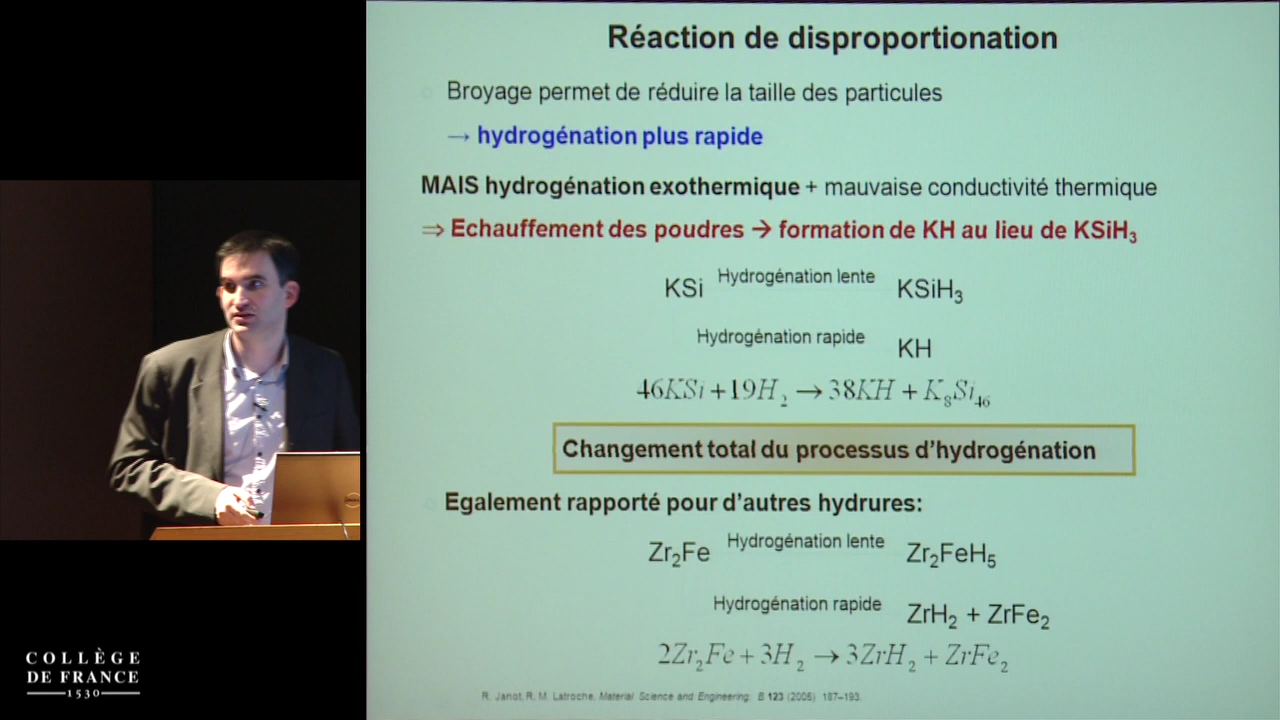 Réaction de disproportionation
Broyage permet de réduire la taille des particules
→ hydrogénation plus rapide
MAIS hydrogénation exothermique + mauvaise conductivité thermique
⇒ Echauffement des poudres → formation de KH au lieu de KSiH₃
KSi Hydrogénation lente KSiH₃
Hydrogénation rapide KH
46KSi + 19H₂ → 38KH + K₈Si₄₆
Changement total du processus d'hydrogénation
Egalement rapporté pour d'autres hydrures:
Zr₂Fe Hydrogénation lente Zr₂FeH₅
Hydrogénation rapide ZrH₂ + ZrFe₂
2Zr₂Fe + 3H₂ → 3ZrH₂ + ZrFe₂
R. Janot, R. M. Latroche, Material Science and Engineering: B 123 (2005) 187–193.
COLLÈGE
DE FRANCE
1530
DELL